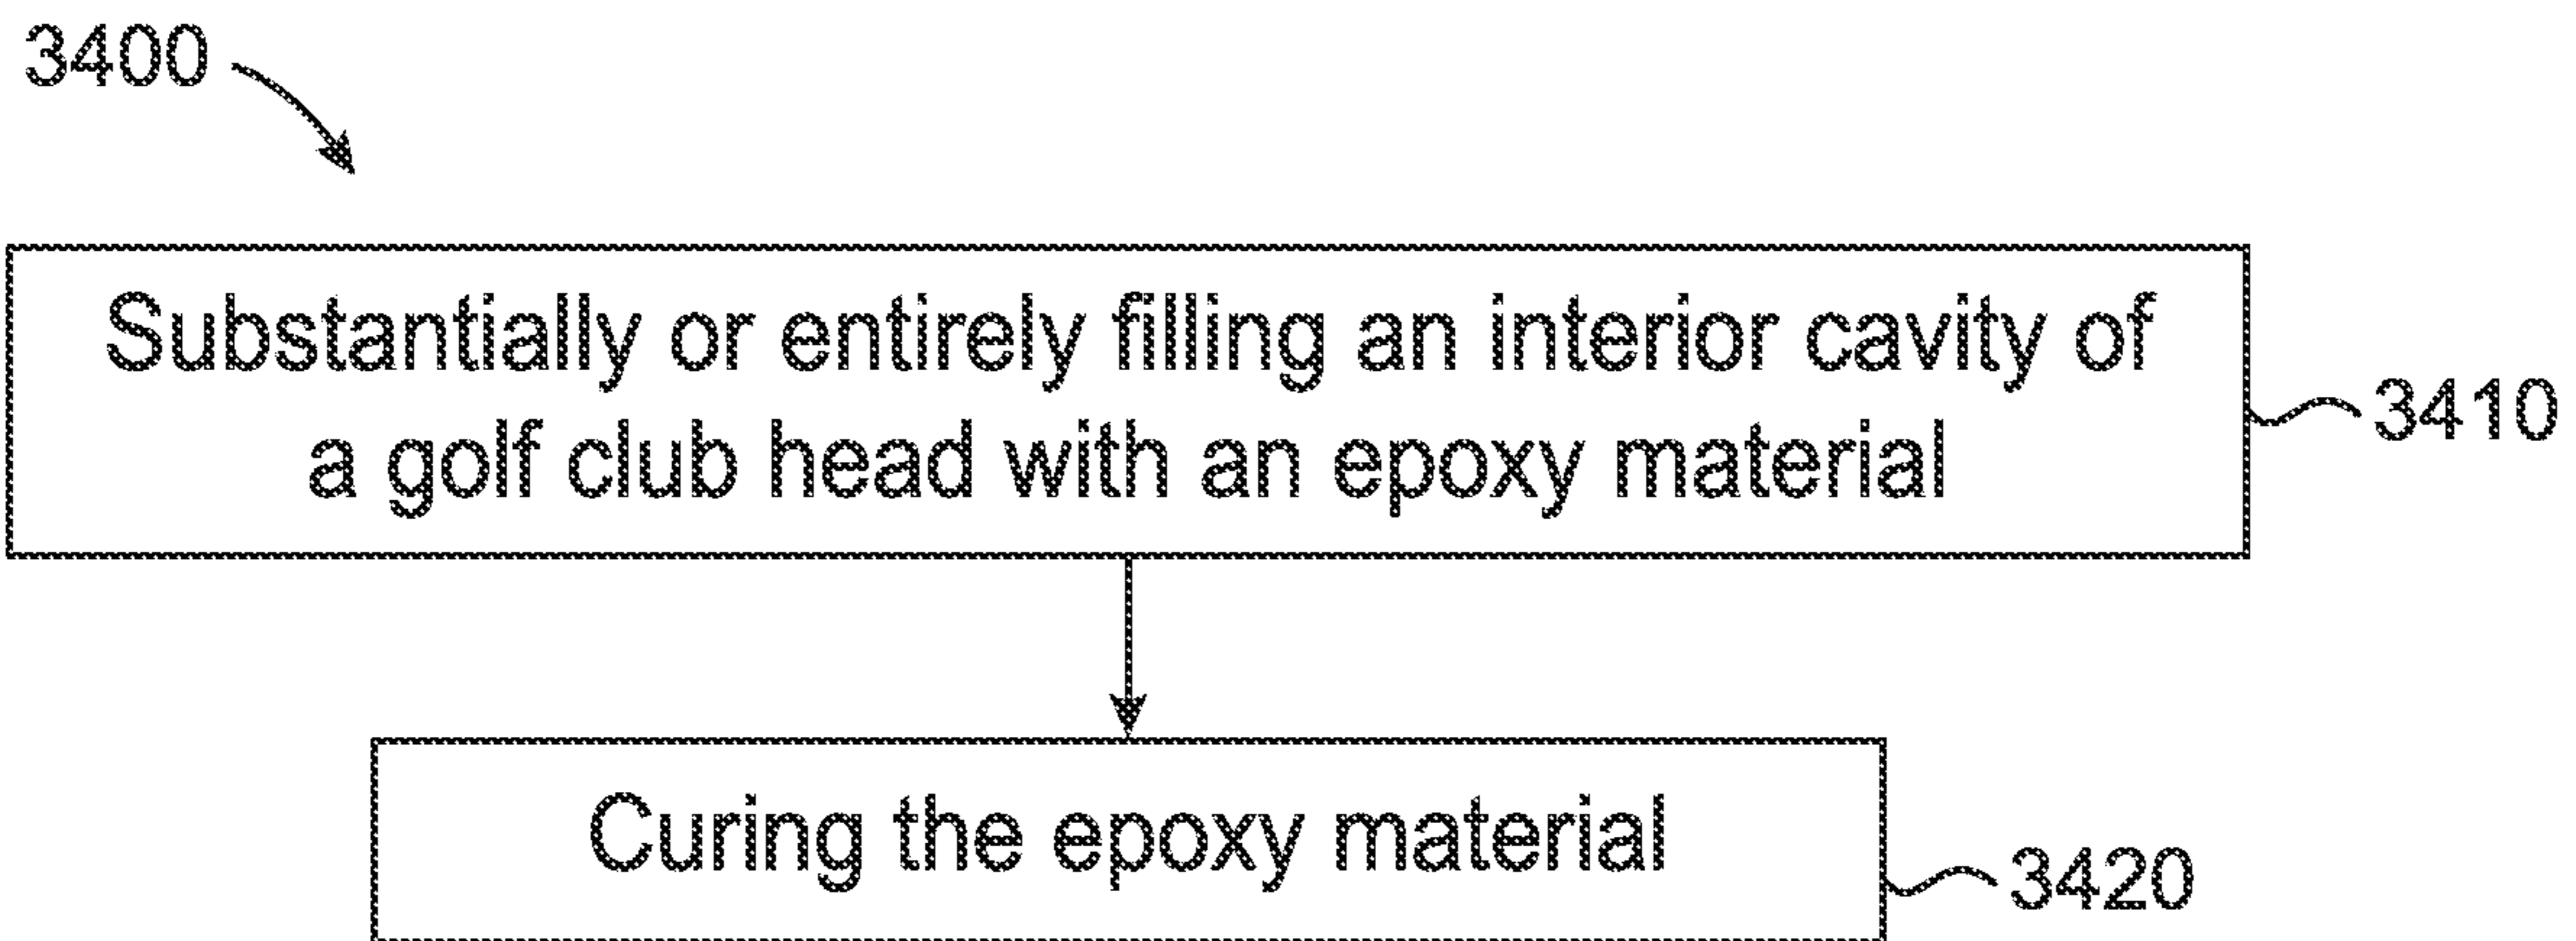 3400
Substantially or entirely filling an interior cavity of
a golf club head with an epoxy material
3410
Curing the epoxy material
3420